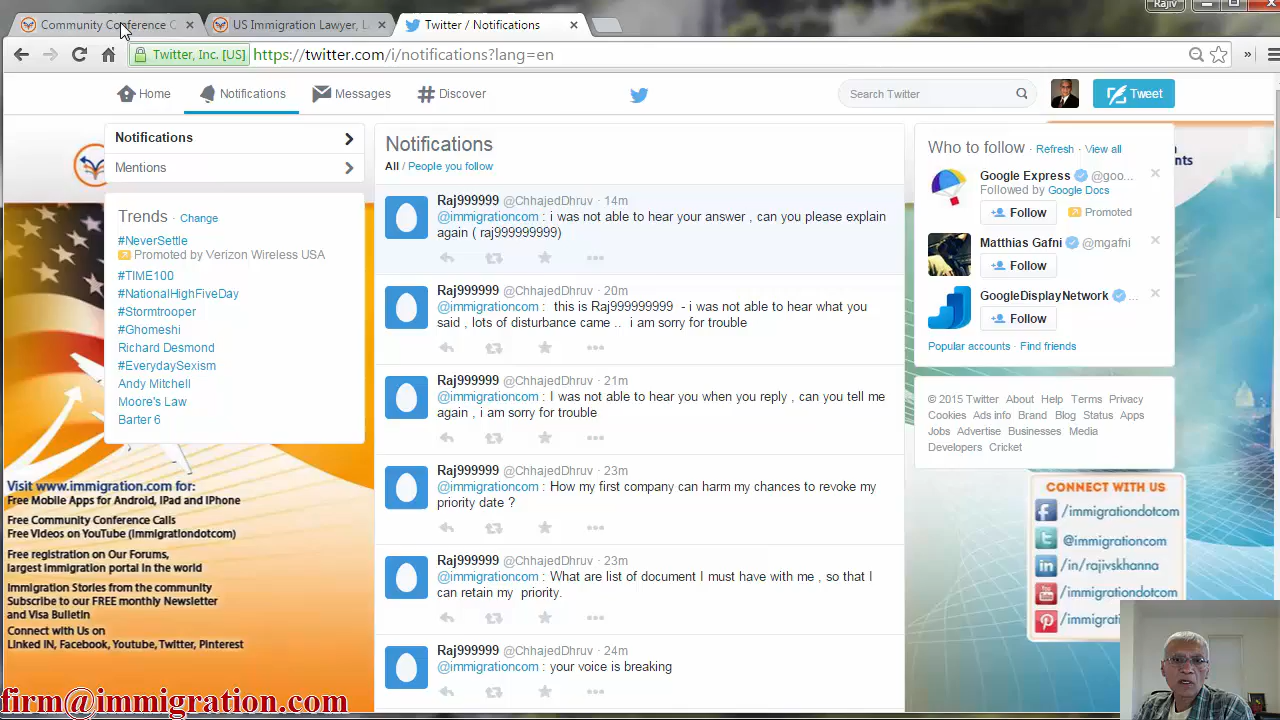 Rajiv
Community Conference C
US Immigration Lawyer, L
Twitter / Notifications
Twitter, Inc. [US]
https://twitter.com/i/notifications?lang=en
Home
Notifications
Messages
Discover
Search Twitter
Tweet
Notifications
Mentions
Trends · Change
#NeverSettle
Promoted by Verizon Wireless USA
#TIME100
#NationalHighFiveDay
#Stormtrooper
#Ghomeshi
Richard Desmond
#EverydaySexism
Andy Mitchell
Moore's Law
Barter 6
Visit www.immigration.com for:
Free Mobile Apps for Android, IPad and IPhone
Free Community Conference Calls
Free Videos on YouTube (immigrationdotcom)
Free registration on Our Forums,
largest immigration portal in the world
Immigration Stories from the community
Subscribe to our FREE monthly Newsletter
and Visa Bulletin
Connect with Us on
Linked IN, Facebook, Youtube, Twitter, Pinterest
firm@immigration.com
Notifications
All / People you follow
Raj999999 @ChhajedDhruv · 14m
@immigrationcom : i was not able to hear your answer , can you please explain
again ( raj999999999)
Raj999999 @ChhajedDhruv · 20m
@immigrationcom : this is Raj999999999 - i was not able to hear what you
said , lots of disturbance came .. i am sorry for trouble
Raj999999 @ChhajedDhruv · 21m
@immigrationcom : I was not able to hear you when you reply , can you tell me
again , i am sorry for trouble
Raj999999 @ChhajedDhruv · 23m
@immigrationcom : How my first company can harm my chances to revoke my
priority date ?
Raj999999 @ChhajedDhruv · 23m
@immigrationcom : What are list of document I must have with me , so that I
can retain my priority.
Raj999999 @ChhajedDhruv · 24m
@immigrationcom : your voice is breaking
Who to follow · Refresh · View all
Google Express @goo...
Followed by Google Docs
Follow
Promoted
Matthias Gafni @mgafni
Follow
GoogleDisplayNetwork ...
Follow
Popular accounts · Find friends
© 2015 Twitter About Help Terms Privacy
Cookies Ads info Brand Blog Status Apps
Jobs Advertise Businesses Media
Developers Cricket
CONNECT WITH US
/immigrationdotcom
@immigrationcom
/in/rajivskhanna
/immigrationdotcom